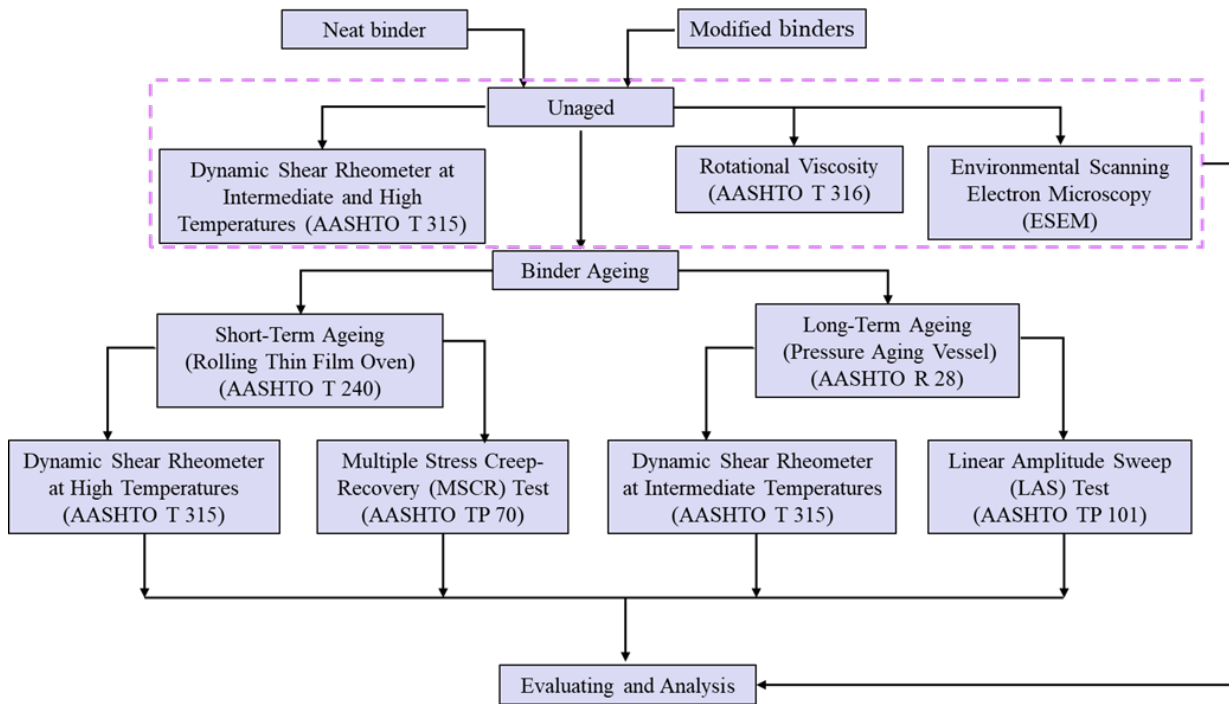 Neat binder
Modified binders
Unaged
Dynamic Shear Rheometer at
Intermediate and High
Temperatures (AASHTO T 315)
Rotational Viscosity
(AASHTO T 316)
Environmental Scanning
Electron Microscopy
(ESEM)
Binder Ageing
Short-Term Ageing
(Rolling Thin Film Oven)
(AASHTO T 240)
Long-Term Ageing
(Pressure Aging Vessel)
(AASHTO R 28)
Dynamic Shear Rheometer
at High Temperatures
(AASHTO T 315)
Multiple Stress Creep-
Recovery (MSCR) Test
(AASHTO TP 70)
Dynamic Shear Rheometer
at Intermediate Temperatures
(AASHTO T 315)
Linear Amplitude Sweep
(LAS) Test
(AASHTO TP 101)
Evaluating and Analysis